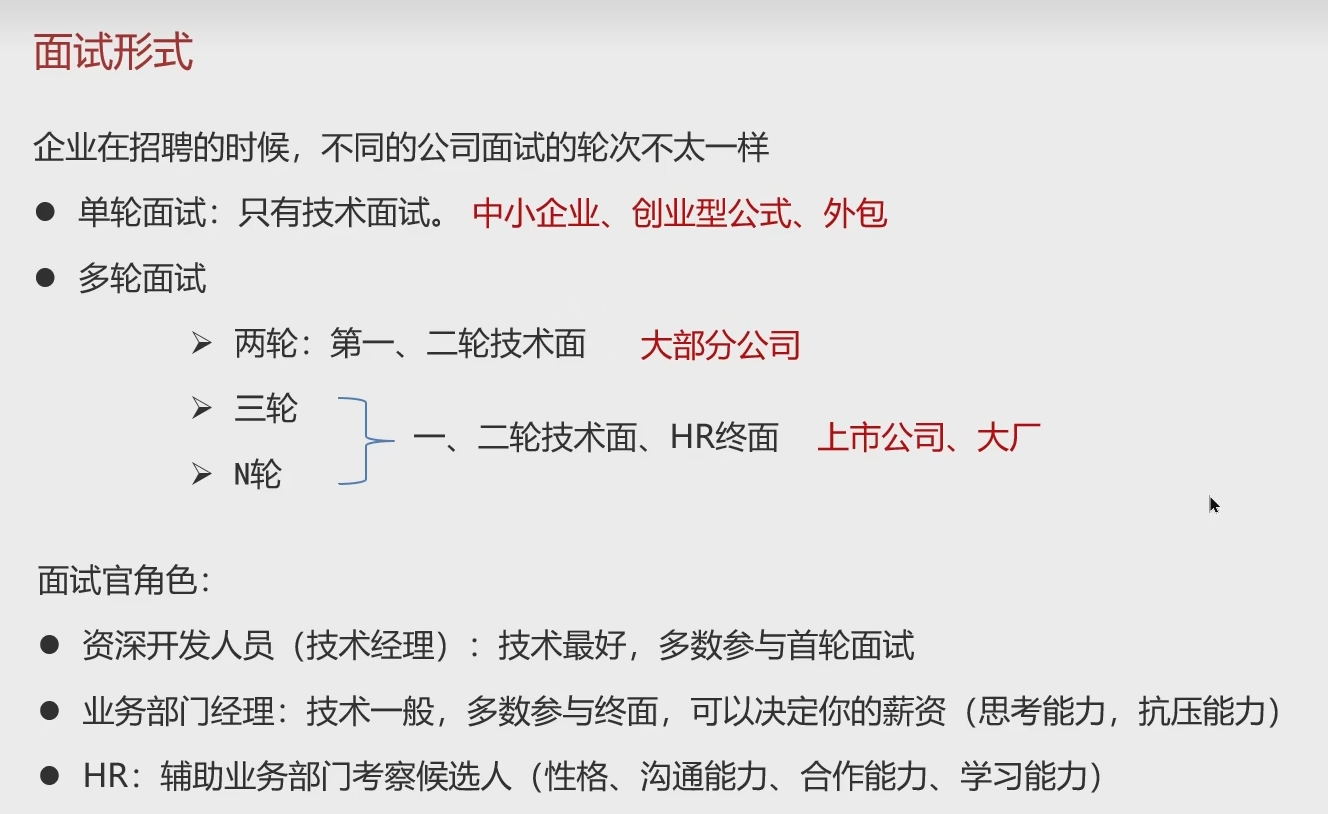 面试形式
企业在招聘的时候，不同的公司面试的轮次不太一样
● 单轮面试：只有技术面试。 中小企业、创业型公式、外包
● 多轮面试
➢ 两轮：第一、二轮技术面 大部分公司
➢ 三轮
一、二轮技术面、HR终面 上市公司、大厂
➢ N轮
面试官角色：
● 资深开发人员（技术经理）：技术最好，多数参与首轮面试
● 业务部门经理：技术一般，多数参与终面，可以决定你的薪资（思考能力，抗压能力）
● HR：辅助业务部门考察候选人（性格、沟通能力、合作能力、学习能力）